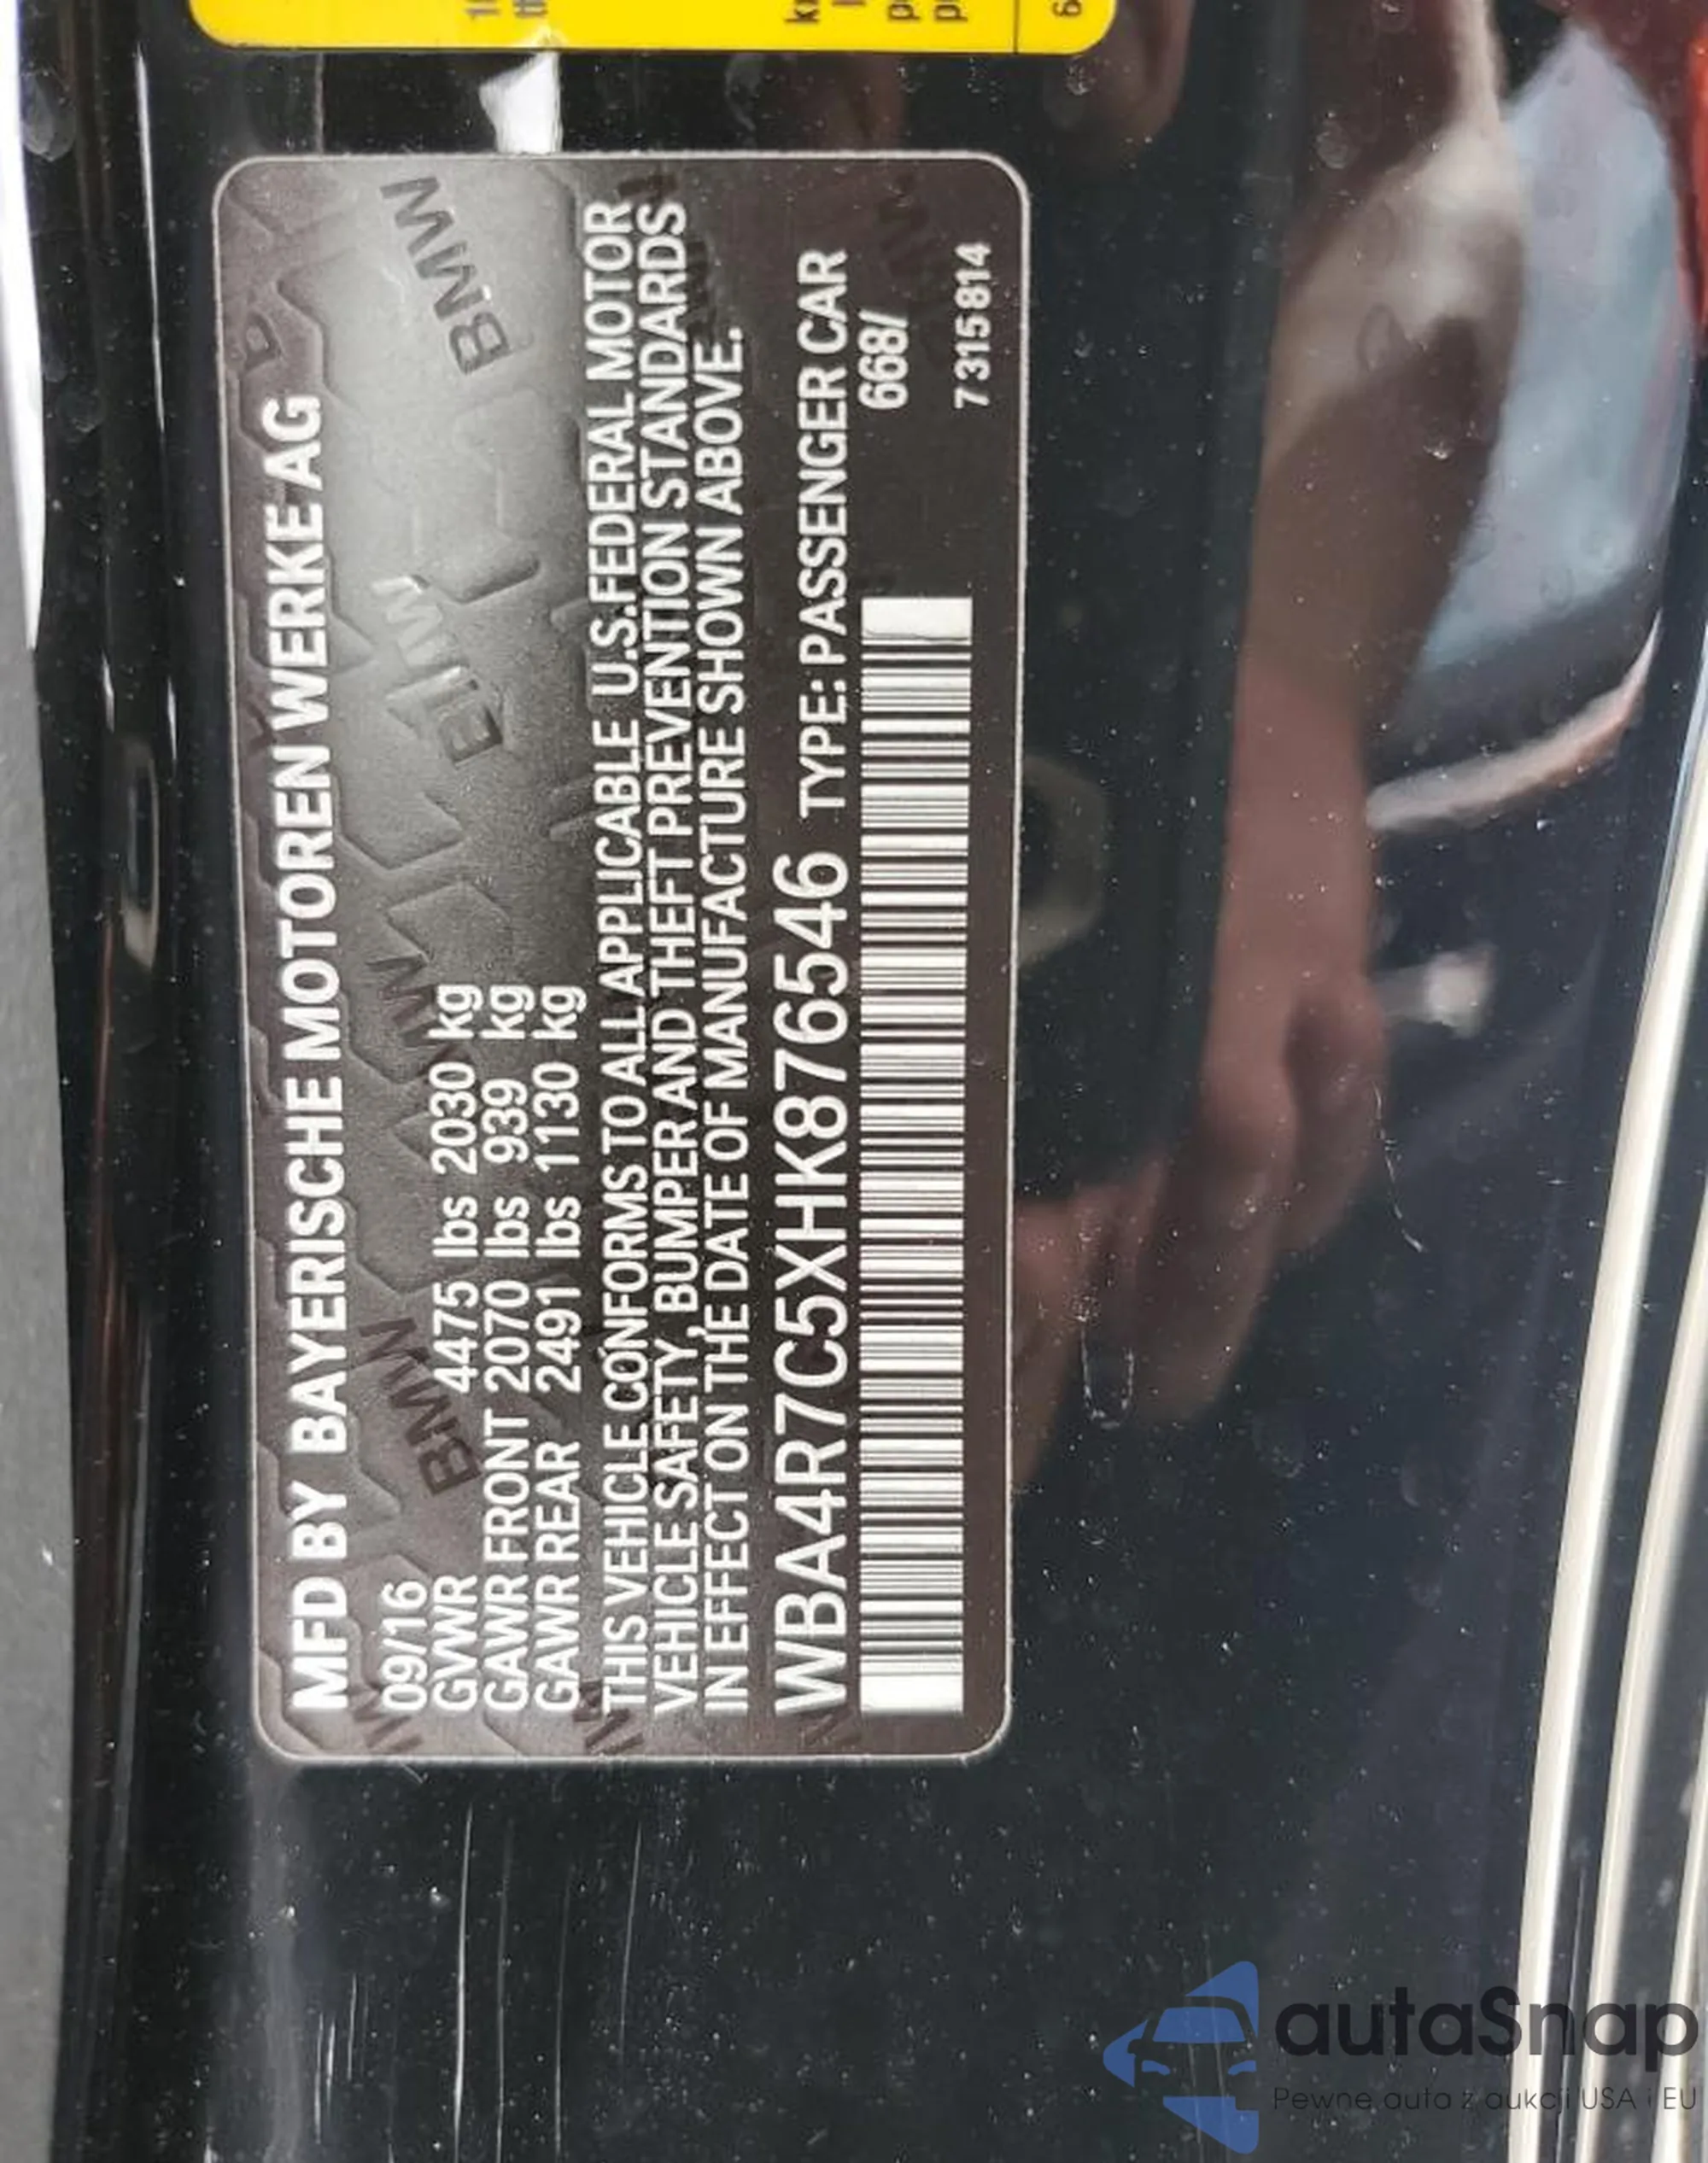 MFD BY BAYERISCHE MOTOREN WERKE AG
09/16
GVWR 4475 lbs 2030 kg
GAWR FRONT 2070 lbs 939 kg
GAWR REAR 2491 lbs 1130 kg
THIS VEHICLE CONFORMS TO ALL APPLICABLE U.S.FEDERAL MOTOR
VEHICLE SAFETY, BUMPER AND THEFT PREVENTION STANDARDS
IN EFFECT ON THE DATE OF MANUFACTURE SHOWN ABOVE.
WBA4R7C5XHK876546 TYPE: PASSENGER CAR
668/
7315814
BMW
BMW
BMW
autaSnap
Pewne auta z aukcji USA i EU